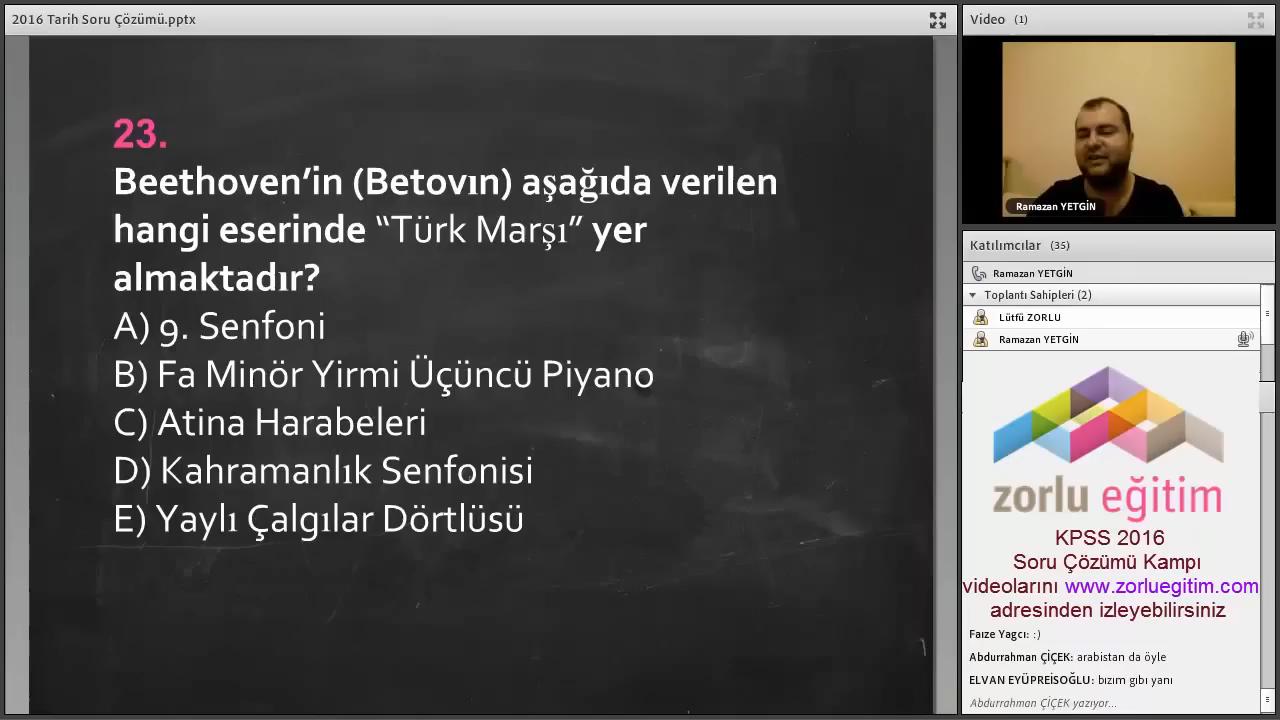 2016 Tarih Soru Çözümü.pptx
23.
Beethoven’in (Betovın) aşağıda verilen
hangi eserinde “Türk Marşı” yer
almaktadır?
A) 9. Senfoni
B) Fa Minör Yirmi Üçüncü Piyano
C) Atina Harabeleri
D) Kahramanlık Senfonisi
E) Yaylı Çalgılar Dörtlüsü
Video (1)
Ramazan YETGİN
Katılımcılar (35)
Ramazan YETGİN
Toplantı Sahipleri (2)
Lütfü ZORLU
Ramazan YETGİN
zorlu eğitim
KPSS 2016
Soru Çözümü Kampı
videolarını www.zorluegitim.com
adresinden izleyebilirsiniz
Faıze Yagcı: :)
Abdurrahman ÇİÇEK: arabistan da öyle
ELVAN EYÜPREİSOĞLU: bızım gıbı yanı
Abdurrahman ÇİÇEK yazıyor...